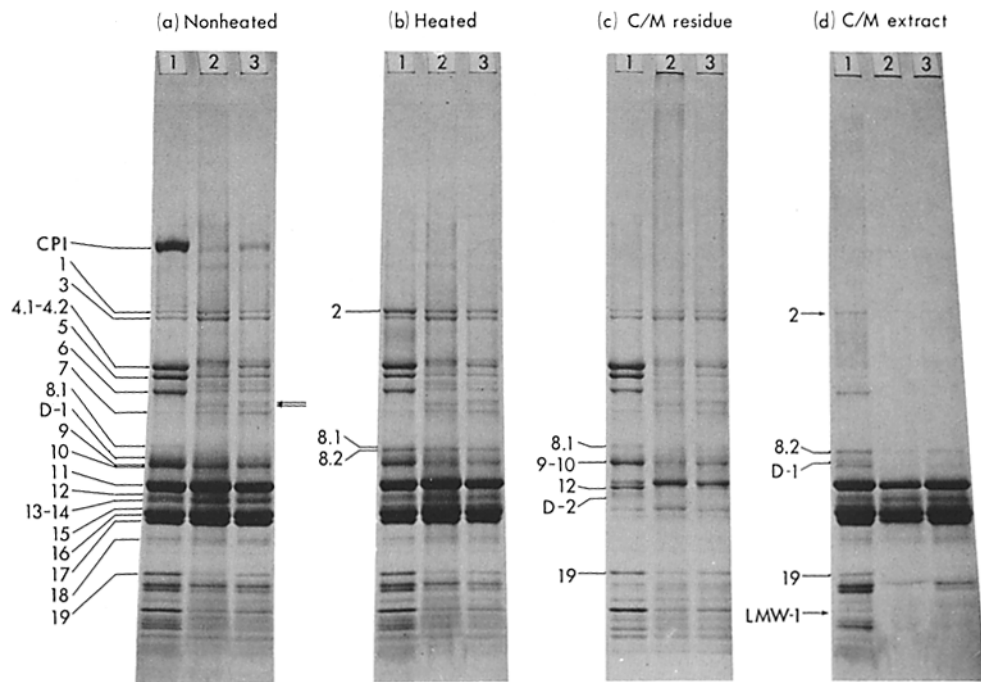 (a) Nonheated
(b) Heated
(c) C/M residue
(d) C/M extract
1 2 3
1 2 3
1 2 3
1 2 3
CPI
1
3
4.1-4.2
5
6
7
8.1
D-1
9
10
11
12
13-14
15
16
17
18
19
2
8.1
8.2
8.1
9-10
12
D-2
19
2
8.2
D-1
19
LMW-1